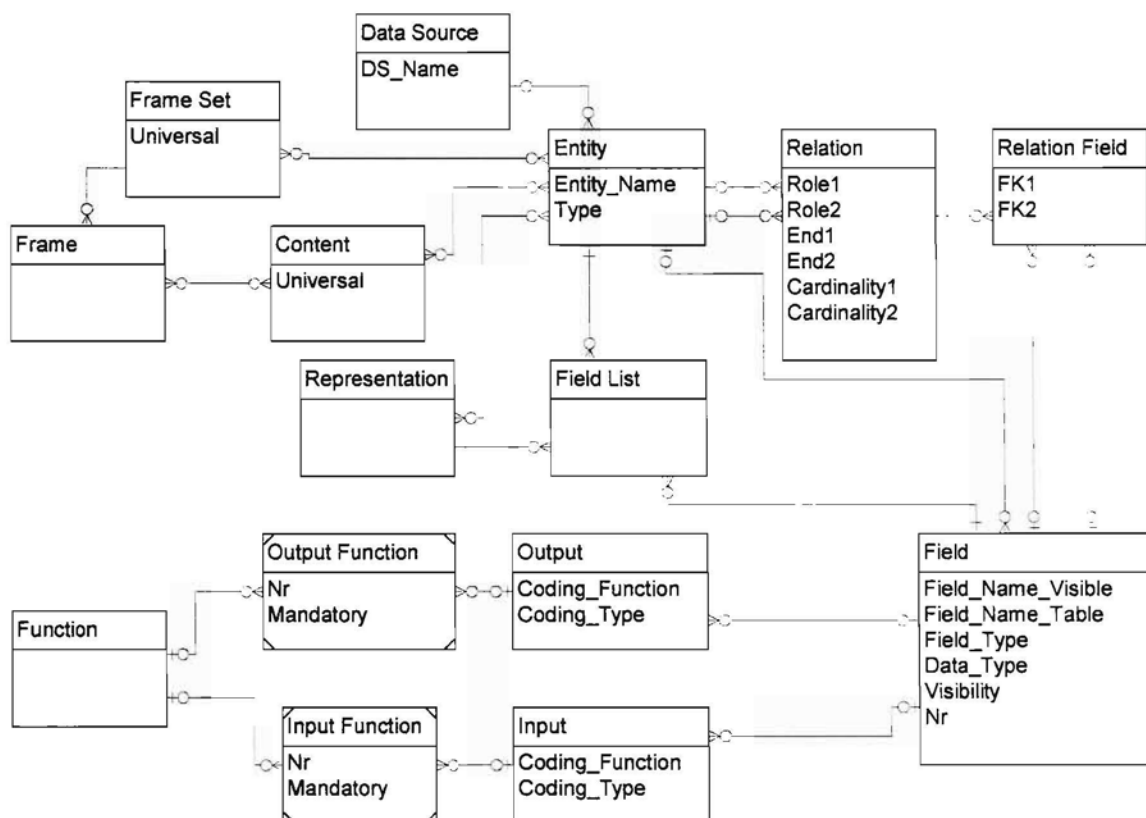 Data Source
DS_Name
Frame Set
Universal
Entity
Entity_Name
Type
Relation
Role1
Role2
End1
End2
Cardinality1
Cardinality2
Relation Field
FK1
FK2
Frame
Content
Universal
Representation
Field List
Output Function
Nr
Mandatory
Output
Coding_Function
Coding_Type
Field
Field_Name_Visible
Field_Name_Table
Field_Type
Data_Type
Visibility
Nr
Function
Input Function
Nr
Mandatory
Input
Coding_Function
Coding_Type